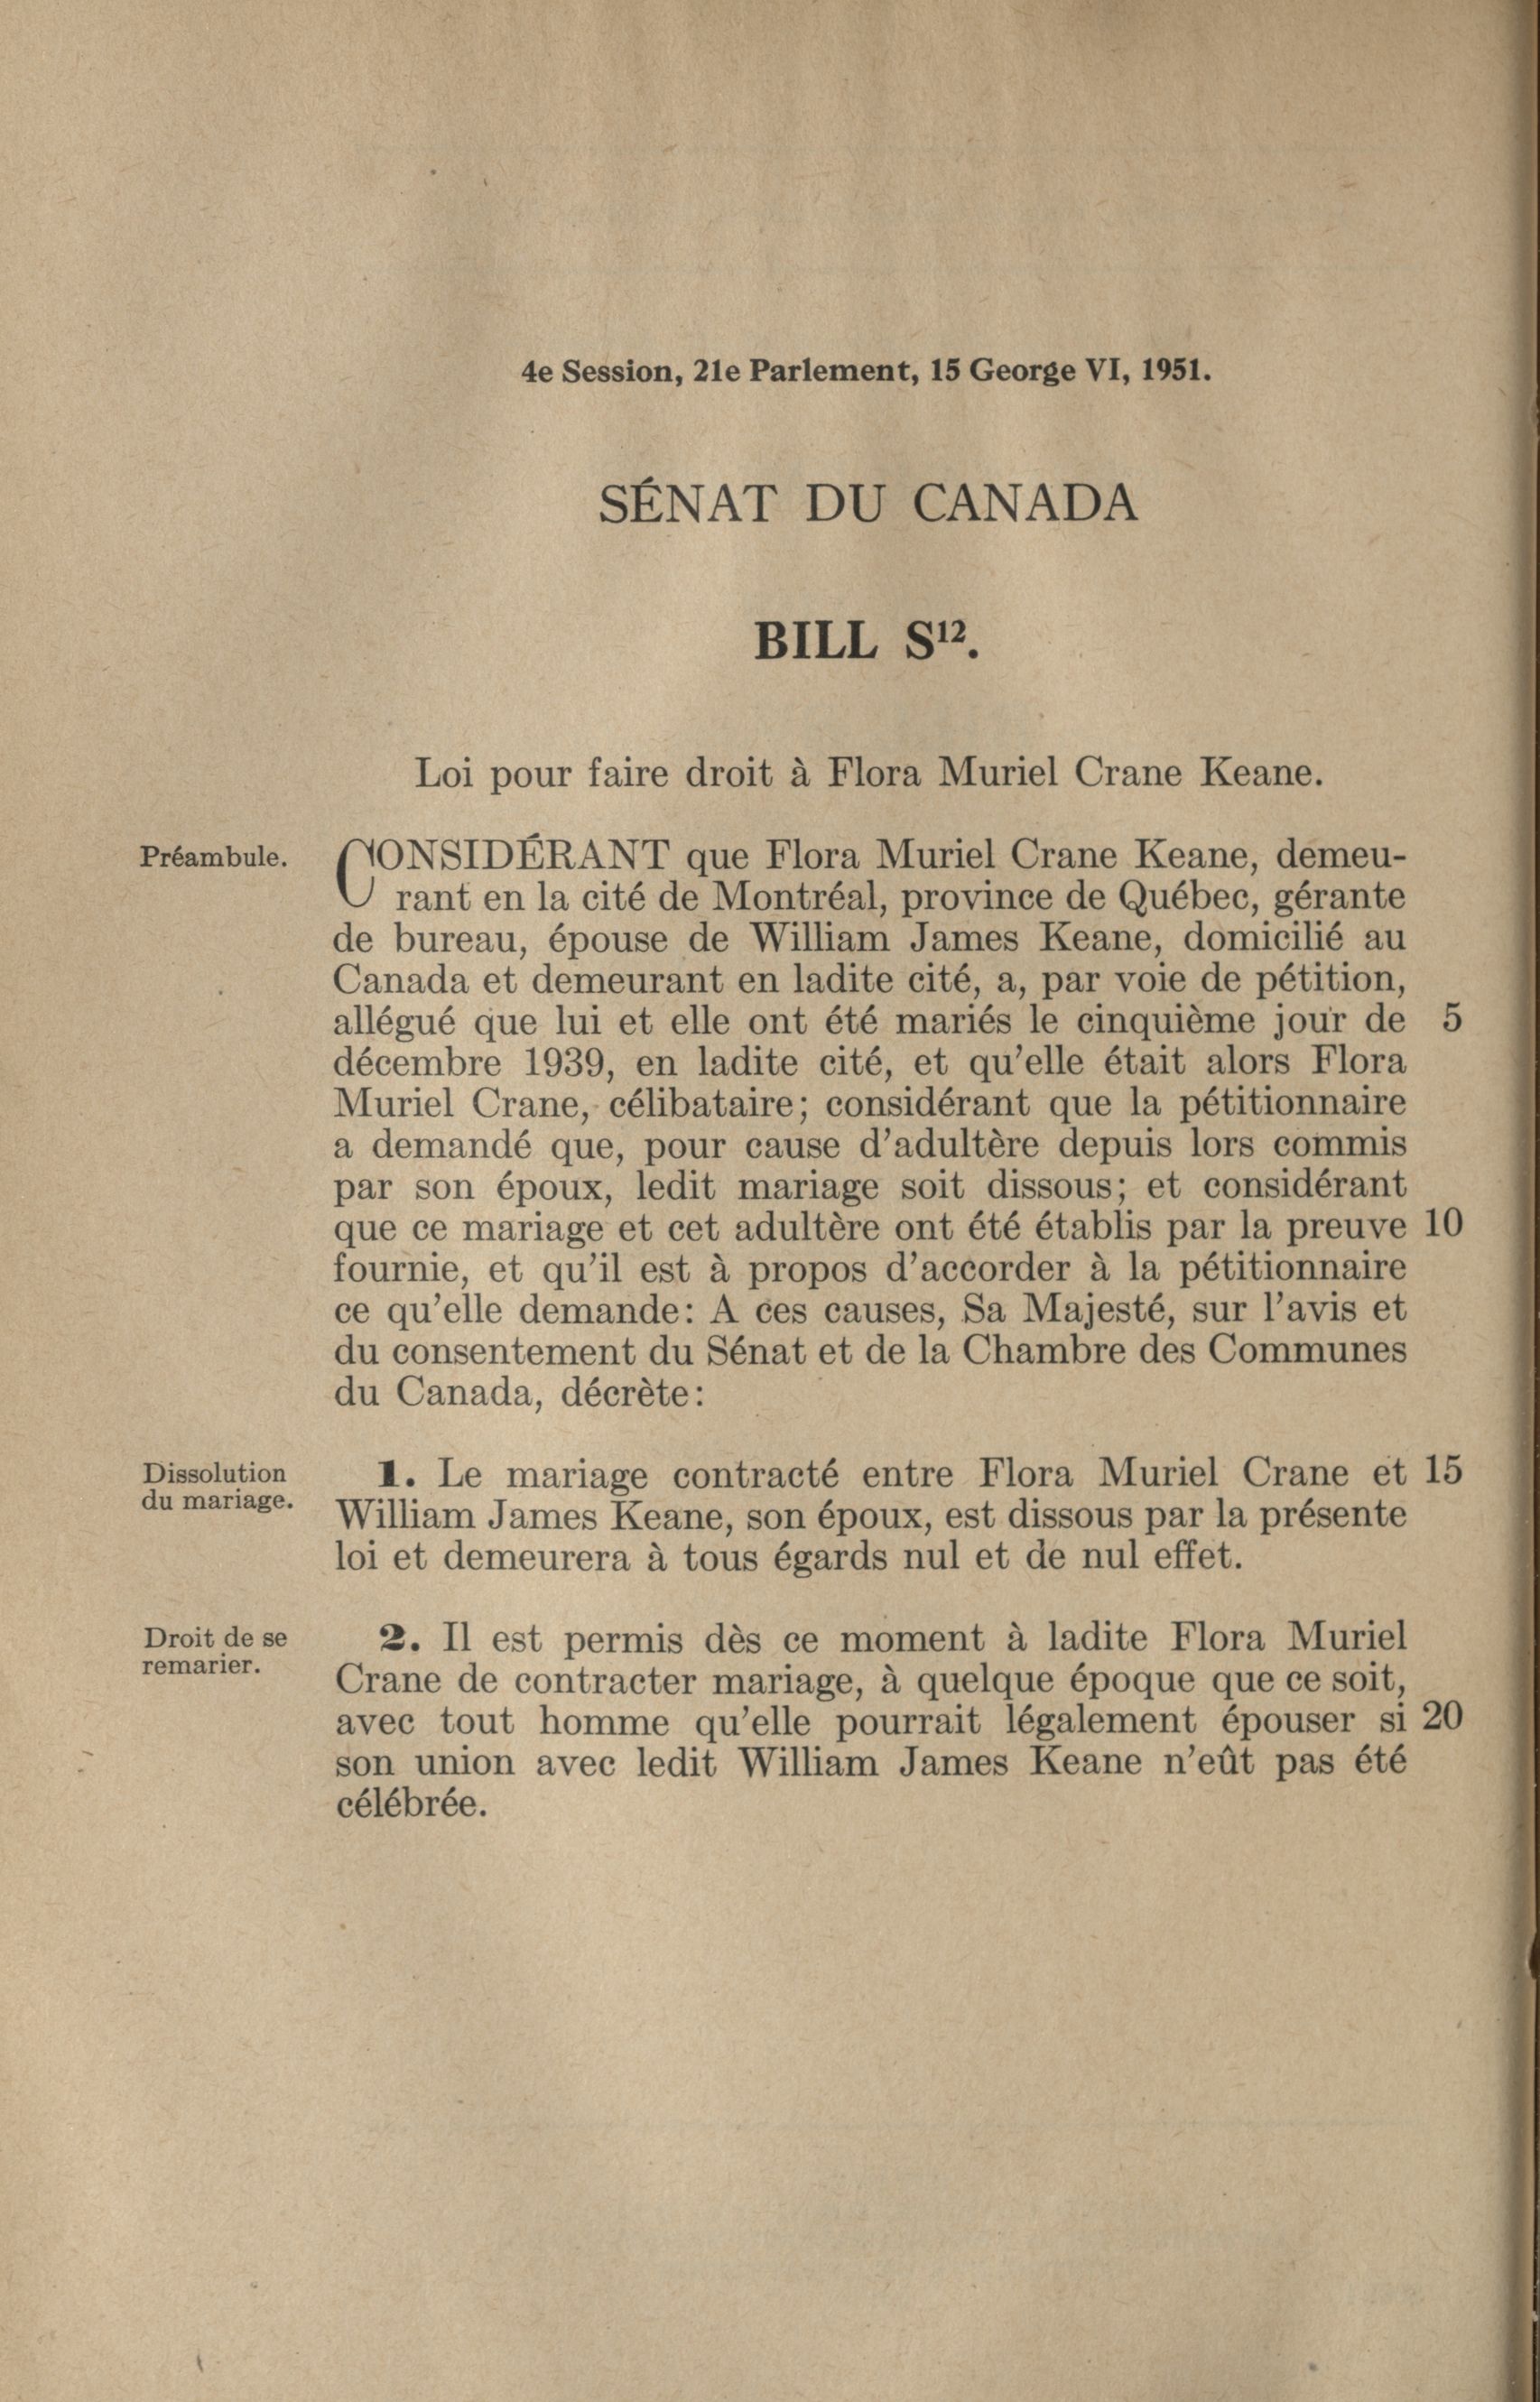 4e Session, 21e Parlement, 15 George VI, 1951.
SÉNAT DU CANADA
BILL S¹².
Loi pour faire droit à Flora Muriel Crane Keane.
Préambule.
CONSIDÉRANT que Flora Muriel Crane Keane, demeu-
rant en la cité de Montréal, province de Québec, gérante
de bureau, épouse de William James Keane, domicilié au
Canada et demeurant en ladite cité, a, par voie de pétition,
allégué que lui et elle ont été mariés le cinquième jour de 5
décembre 1939, en ladite cité, et qu'elle était alors Flora
Muriel Crane, célibataire; considérant que la pétitionnaire
a demandé que, pour cause d'adultère depuis lors commis
par son époux, ledit mariage soit dissous; et considérant
que ce mariage et cet adultère ont été établis par la preuve 10
fournie, et qu'il est à propos d'accorder à la pétitionnaire
ce qu'elle demande: A ces causes, Sa Majesté, sur l'avis et
du consentement du Sénat et de la Chambre des Communes
du Canada, décrète:
Dissolution
du mariage.
1. Le mariage contracté entre Flora Muriel Crane et 15
William James Keane, son époux, est dissous par la présente
loi et demeurera à tous égards nul et de nul effet.
Droit de se
remarier.
2. Il est permis dès ce moment à ladite Flora Muriel
Crane de contracter mariage, à quelque époque que ce soit,
avec tout homme qu'elle pourrait légalement épouser si 20
son union avec ledit William James Keane n'eût pas été
célébrée.